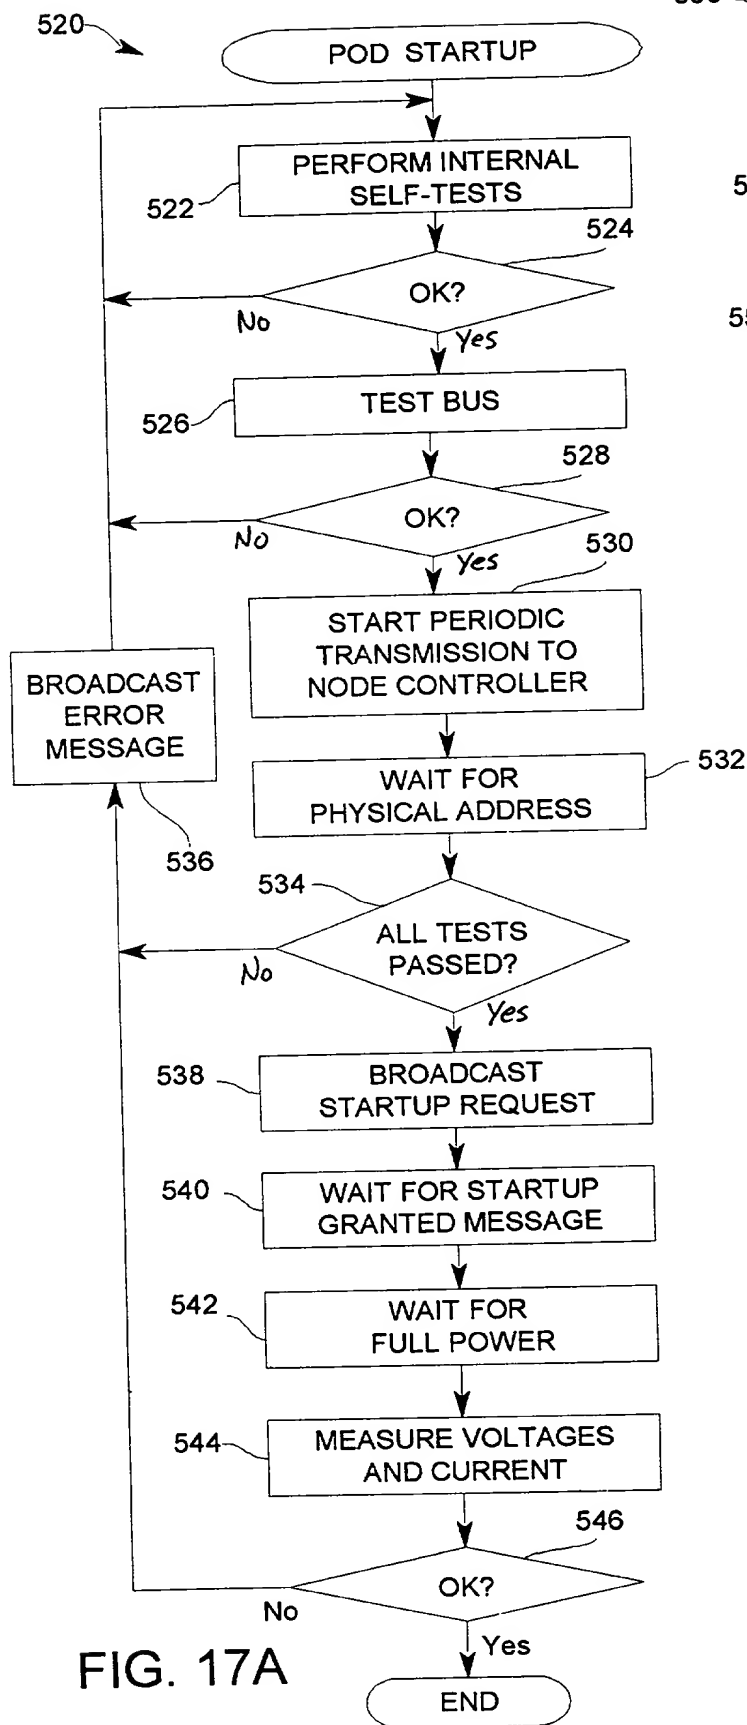 520
POD STARTUP
PERFORM INTERNAL
SELF-TESTS
522
524
OK?
No
Yes
TEST BUS
526
528
OK?
No
Yes
530
START PERIODIC
TRANSMISSION TO
NODE CONTROLLER
BROADCAST
ERROR
MESSAGE
536
WAIT FOR
PHYSICAL ADDRESS
532
534
ALL TESTS
PASSED?
No
Yes
538
BROADCAST
STARTUP REQUEST
540
WAIT FOR STARTUP
GRANTED MESSAGE
542
WAIT FOR
FULL POWER
544
MEASURE VOLTAGES
AND CURRENT
546
OK?
No
Yes
END
FIG. 17A